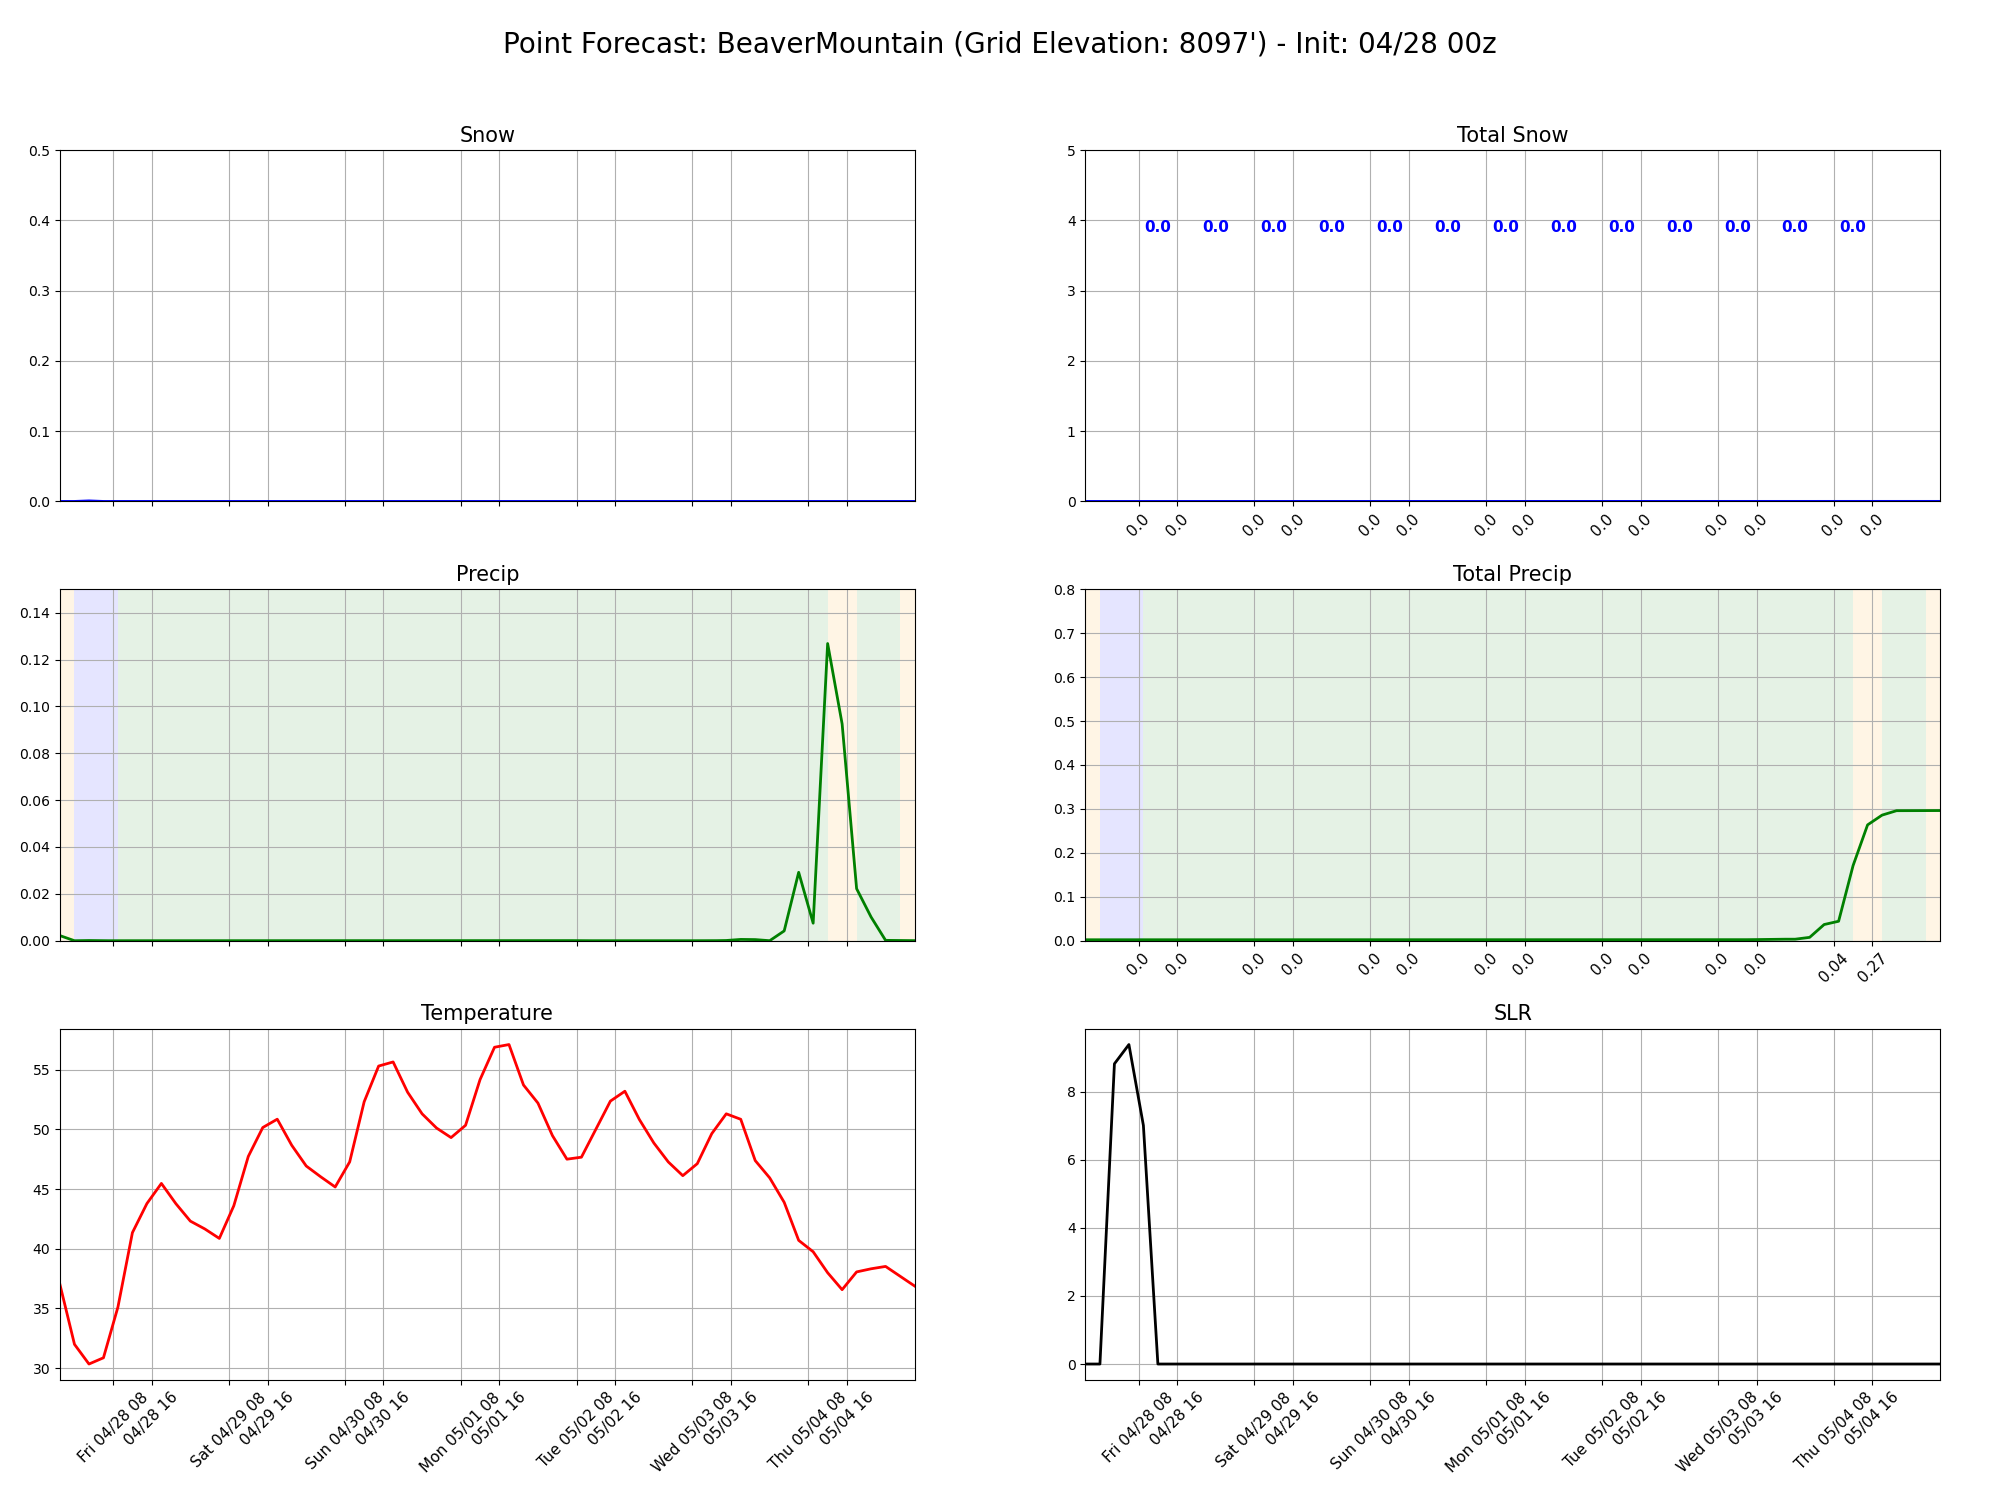 Point Forecast: BeaverMountain (Grid Elevation: 8097') - Init: 04/28 00z
Snow
0.5
0.4
0.3
0.2
0.1
0.0
Total Snow
5
4
3
2
1
0
0.0 0.0 0.0 0.0 0.0 0.0 0.0 0.0 0.0 0.0 0.0 0.0 0.0
0.0 0.0 0.0 0.0 0.0 0.0 0.0 0.0 0.0 0.0 0.0 0.0 0.0 0.0
Precip
0.14
0.12
0.10
0.08
0.06
0.04
0.02
0.00
Total Precip
0.8
0.7
0.6
0.5
0.4
0.3
0.2
0.1
0.0
0.0 0.0 0.0 0.0 0.0 0.0 0.0 0.0 0.0 0.0 0.0 0.0 0.04 0.27
Temperature
55
50
45
40
35
30
Fri 04/28 08
04/28 16
Sat 04/29 08
04/29 16
Sun 04/30 08
04/30 16
Mon 05/01 08
05/01 16
Tue 05/02 08
05/02 16
Wed 05/03 08
05/03 16
Thu 05/04 08
05/04 16
SLR
8
6
4
2
0
Fri 04/28 08
04/28 16
Sat 04/29 08
04/29 16
Sun 04/30 08
04/30 16
Mon 05/01 08
05/01 16
Tue 05/02 08
05/02 16
Wed 05/03 08
05/03 16
Thu 05/04 08
05/04 16